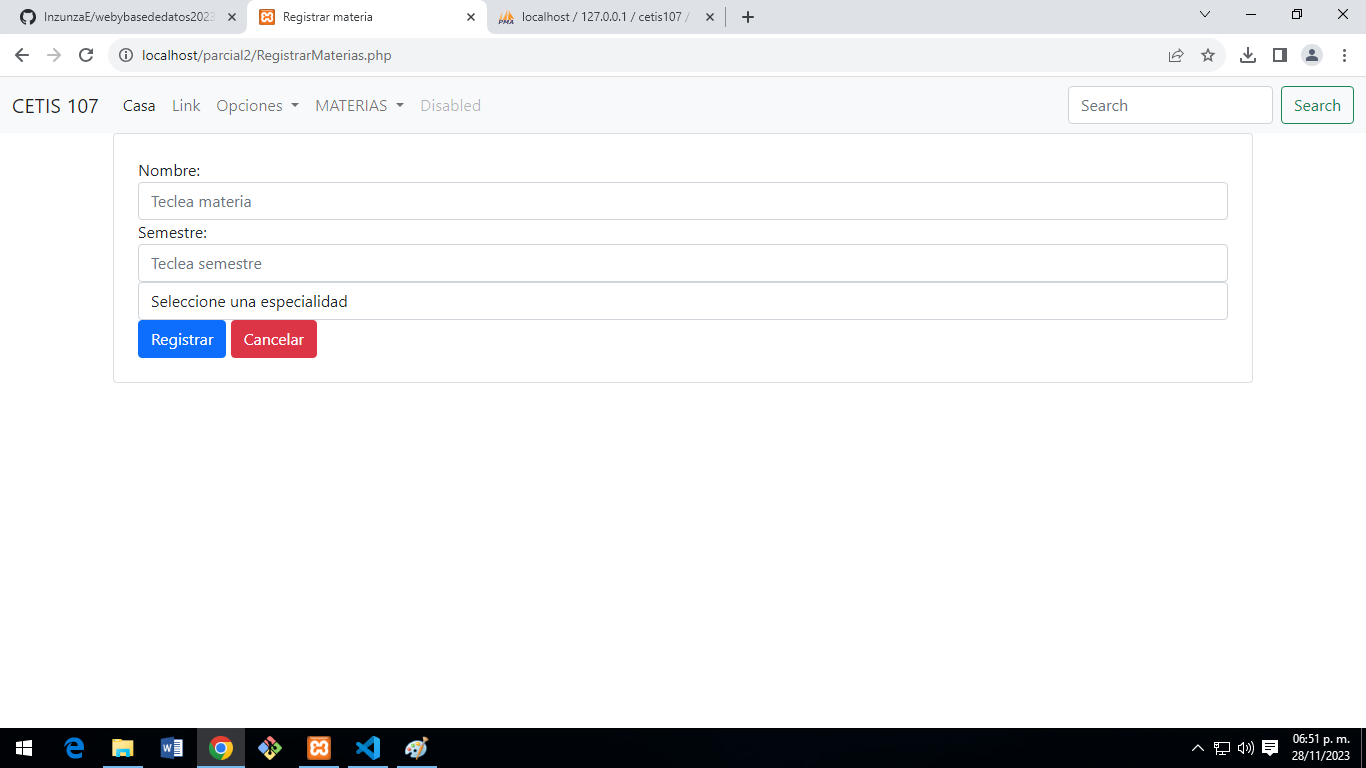 InzunzaE/webybasededatos2023
Registrar materia
PMA
localhost / 127.0.0.1 / cetis107 /
localhost/parcial2/RegistrarMaterias.php
CETIS 107
Casa
Link
Opciones
MATERIAS
Disabled
Search
Search
Nombre:
Teclea materia
Semestre:
Teclea semestre
Seleccione una especialidad
Registrar
Cancelar
06:51 p. m.
28/11/2023